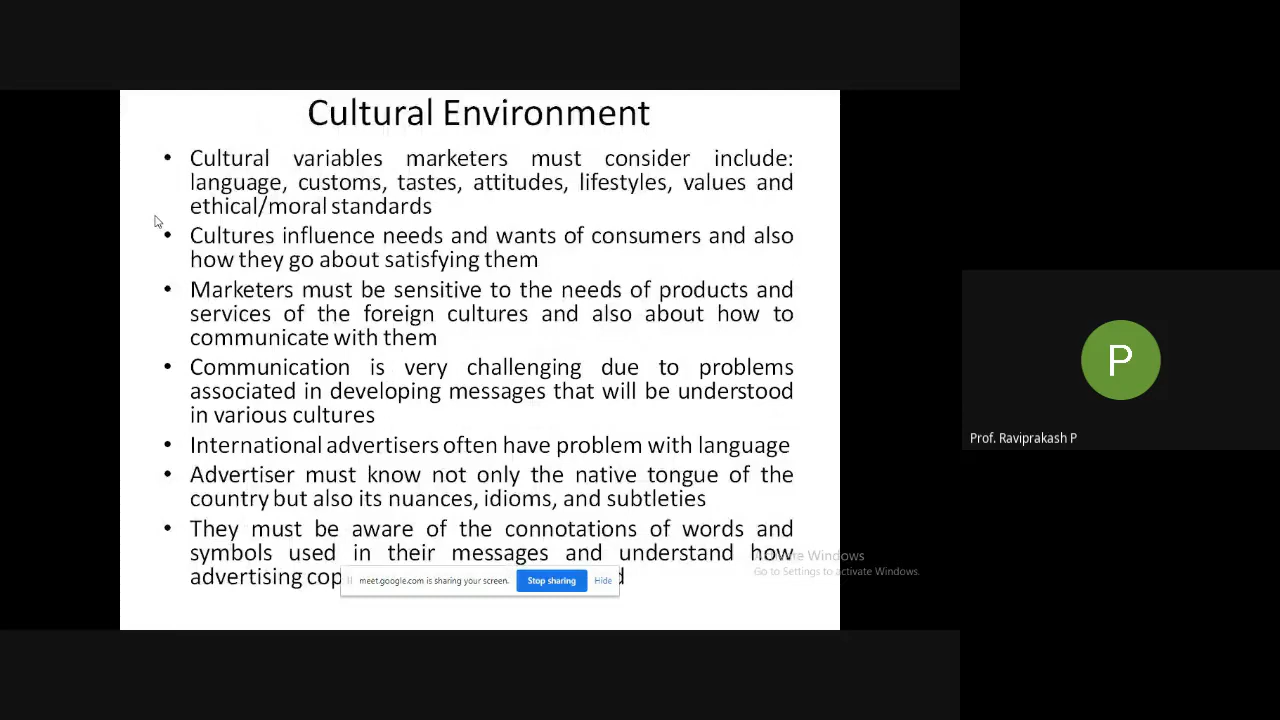 Cultural Environment
• Cultural variables marketers must consider include:
language, customs, tastes, attitudes, lifestyles, values and
ethical/moral standards
• Cultures influence needs and wants of consumers and also
how they go about satisfying them
• Marketers must be sensitive to the needs of products and
services of the foreign cultures and also about how to
communicate with them
• Communication is very challenging due to problems
associated in developing messages that will be understood
in various cultures
• International advertisers often have problem with language
• Advertiser must know not only the native tongue of the
country but also its nuances, idioms, and subtleties
• They must be aware of the connotations of words and
symbols used in their messages and understand how
advertising
meet.google.com is sharing your screen.
Stop sharing
Hide
Activate Windows
Go to Settings to activate Windows.
P
Prof. Raviprakash P